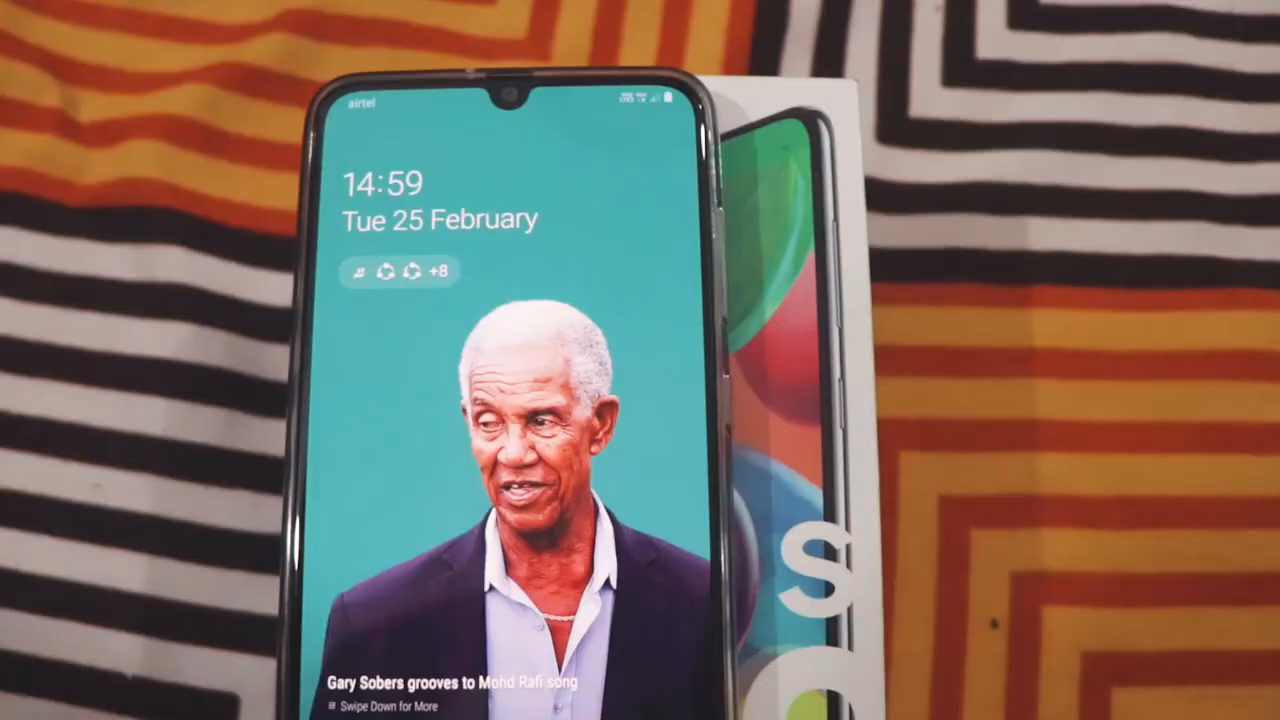 airtel
14:59
Tue 25 February
+8
Gary Sobers grooves to Mohd Rafi song
Swipe Down for More
S